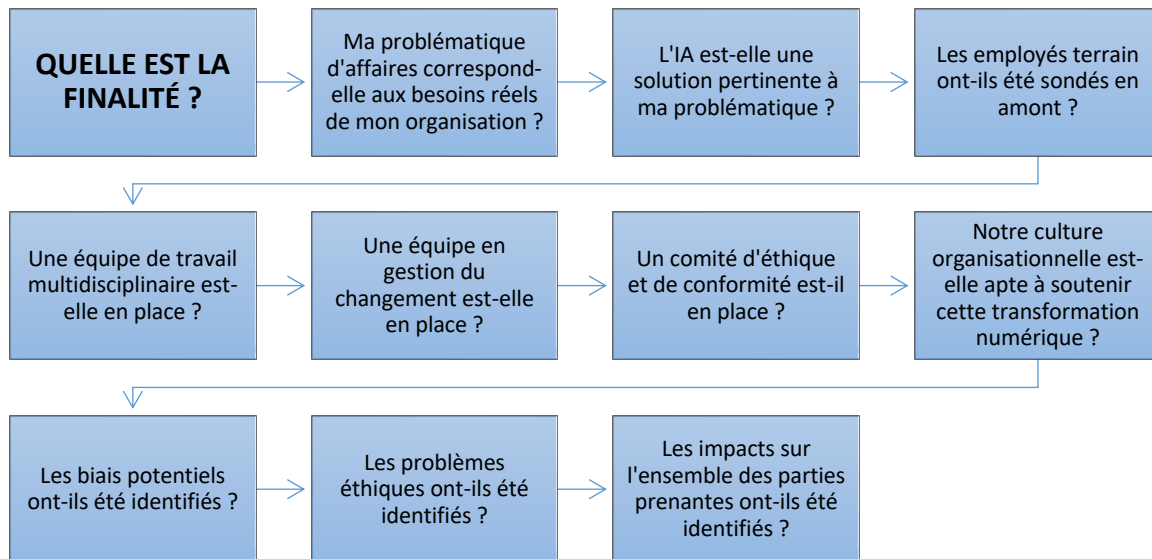 QUELLE EST LA
FINALITÉ ?
Ma problématique
d'affaires correspond-
elle aux besoins réels
de mon organisation ?
L'IA est-elle une
solution pertinente à
ma problématique ?
Les employés terrain
ont-ils été sondés en
amont ?
Une équipe de travail
multidisciplinaire est-
elle en place ?
Une équipe en
gestion du
changement est-elle
en place ?
Un comité d'éthique
et de conformité est-il
en place ?
Notre culture
organisationnelle est-
elle apte à soutenir
cette transformation
numérique ?
Les biais potentiels
ont-ils été identifiés ?
Les problèmes
éthiques ont-ils été
identifiés ?
Les impacts sur
l'ensemble des parties
prenantes ont-ils été
identifiés ?